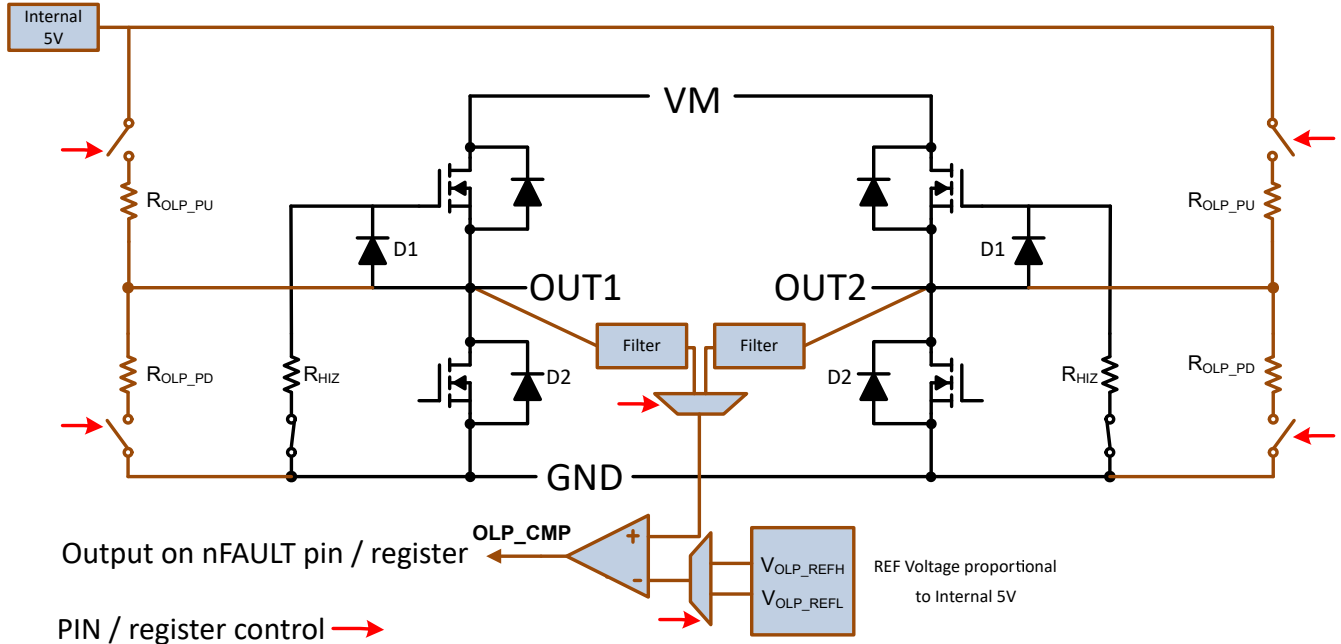 Internal
5V
VM
R_OLP_PU
R_OLP_PU
D1
D1
OUT1
OUT2
Filter
Filter
R_OLP_PD
R_HIZ
D2
D2
R_HIZ
R_OLP_PD
GND
OLP_CMP
+
-
Output on nFAULT pin / register
V_OLP_REFH
V_OLP_REFL
REF Voltage proportional
to Internal 5V
PIN / register control